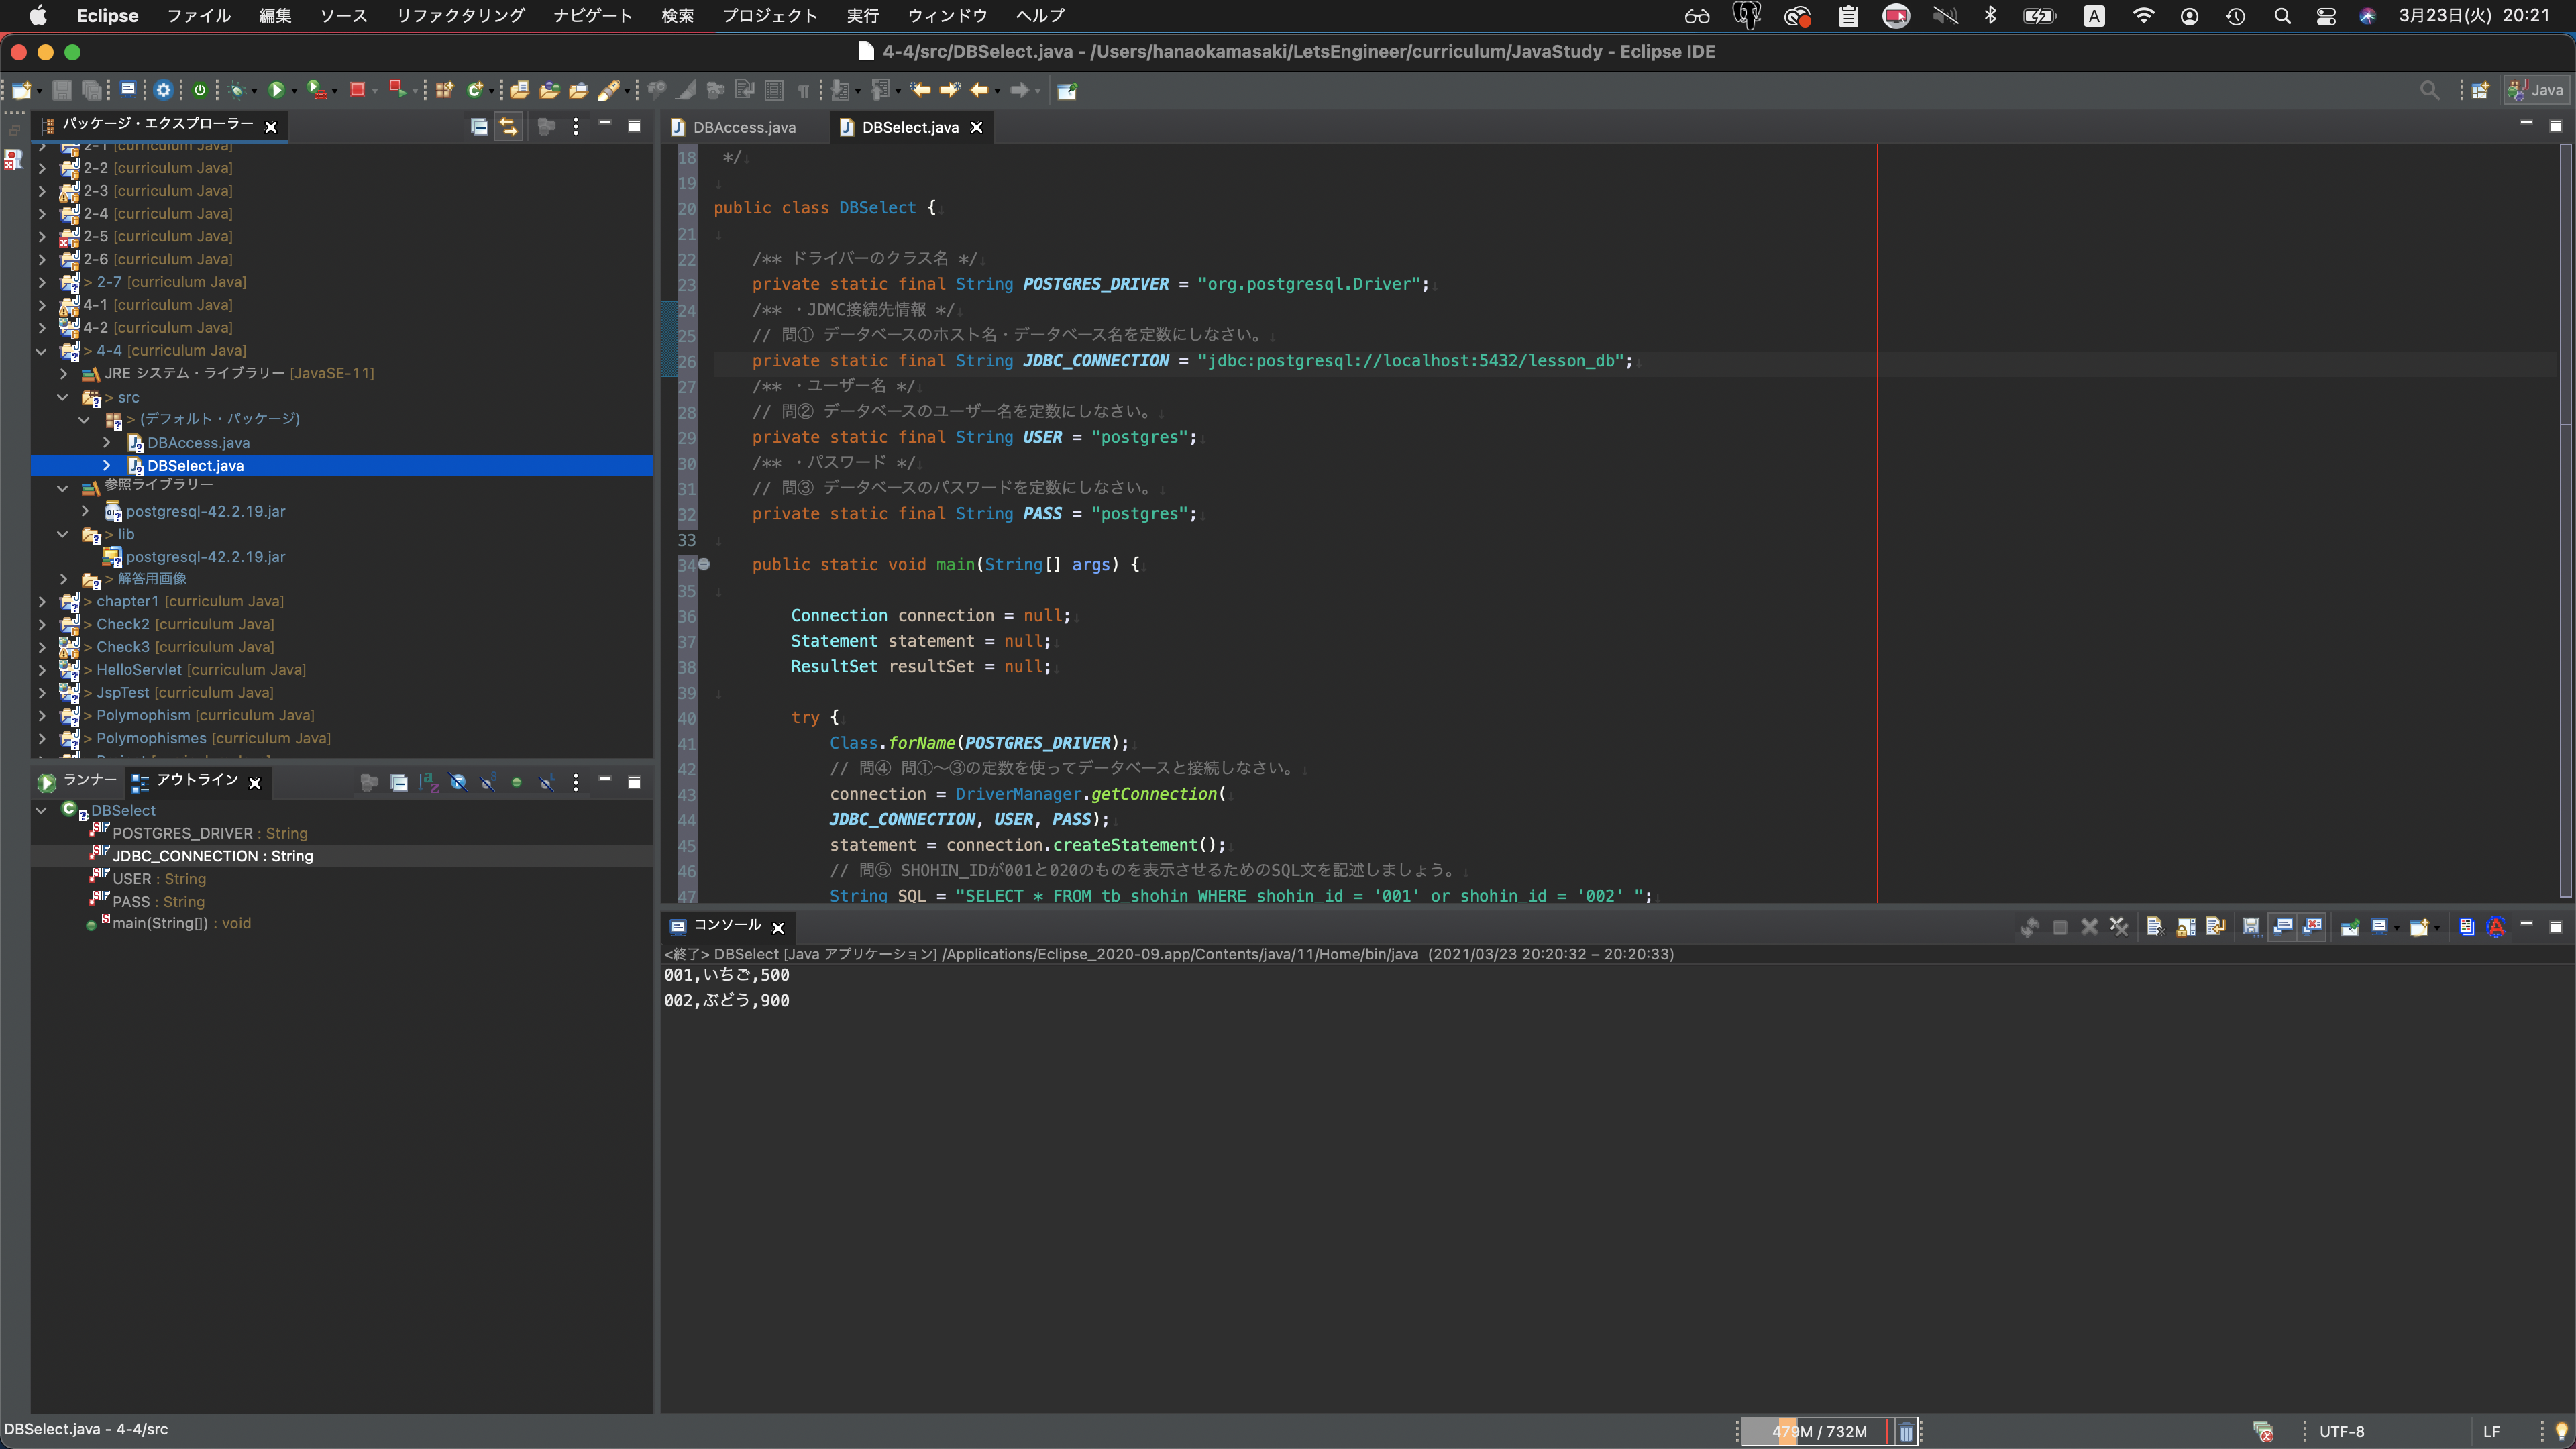 Eclipse ファイル 編集 ソース リファクタリング ナビゲート 検索 プロジェクト 実行 ウィンドウ ヘルプ A 3月23日(火) 20:21
4-4/src/DBSelect.java - /Users/hanaokamasaki/LetsEngineer/curriculum/JavaStudy - Eclipse IDE
Java
パッケージ・エクスプローラー
2-1 [curriculum Java]
2-2 [curriculum Java]
2-3 [curriculum Java]
2-4 [curriculum Java]
2-5 [curriculum Java]
2-6 [curriculum Java]
> 2-7 [curriculum Java]
4-1 [curriculum Java]
4-2 [curriculum Java]
> 4-4 [curriculum Java]
JRE システム・ライブラリー [JavaSE-11]
> src
> (デフォルト・パッケージ)
DBAccess.java
DBSelect.java
参照ライブラリー
postgresql-42.2.19.jar
> lib
postgresql-42.2.19.jar
> 解答用画像
> chapter1 [curriculum Java]
> Check2 [curriculum Java]
> Check3 [curriculum Java]
> HelloServlet [curriculum Java]
> JspTest [curriculum Java]
> Polymophism [curriculum Java]
> Polymophismes [curriculum Java]
ランナー アウトライン
DBSelect
POSTGRES_DRIVER : String
JDBC_CONNECTION : String
USER : String
PASS : String
main(String[]) : void
DBAccess.java DBSelect.java
18 */
19
20 public class DBSelect {
21
22 /** ドライバーのクラス名 */
23 private static final String POSTGRES_DRIVER = "org.postgresql.Driver";
24 /** ・JDMC接続先情報 */
25 // 問① データベースのホスト名・データベース名を定数にしなさい。
26 private static final String JDBC_CONNECTION = "jdbc:postgresql://localhost:5432/lesson_db";
27 /** ・ユーザー名 */
28 // 問② データベースのユーザー名を定数にしなさい。
29 private static final String USER = "postgres";
30 /** ・パスワード */
31 // 問③ データベースのパスワードを定数にしなさい。
32 private static final String PASS = "postgres";
33
34 public static void main(String[] args) {
35
36 Connection connection = null;
37 Statement statement = null;
38 ResultSet resultSet = null;
39
40 try {
41 Class.forName(POSTGRES_DRIVER);
42 // 問④ 問①〜③の定数を使ってデータベースと接続しなさい。
43 connection = DriverManager.getConnection(
44 JDBC_CONNECTION, USER, PASS);
45 statement = connection.createStatement();
46 // 問⑤ SHOHIN_IDが001と020のものを表示させるためのSQL文を記述しましょう。
47 String SQL = "SELECT * FROM tb_shohin WHERE shohin_id = '001' or shohin_id = '002' ";
コンソール
<終了> DBSelect [Java アプリケーション] /Applications/Eclipse_2020-09.app/Contents/java/11/Home/bin/java (2021/03/23 20:20:32 – 20:20:33)
001,いちご,500
002,ぶどう,900
DBSelect.java - 4-4/src
479M / 732M
UTF-8
LF